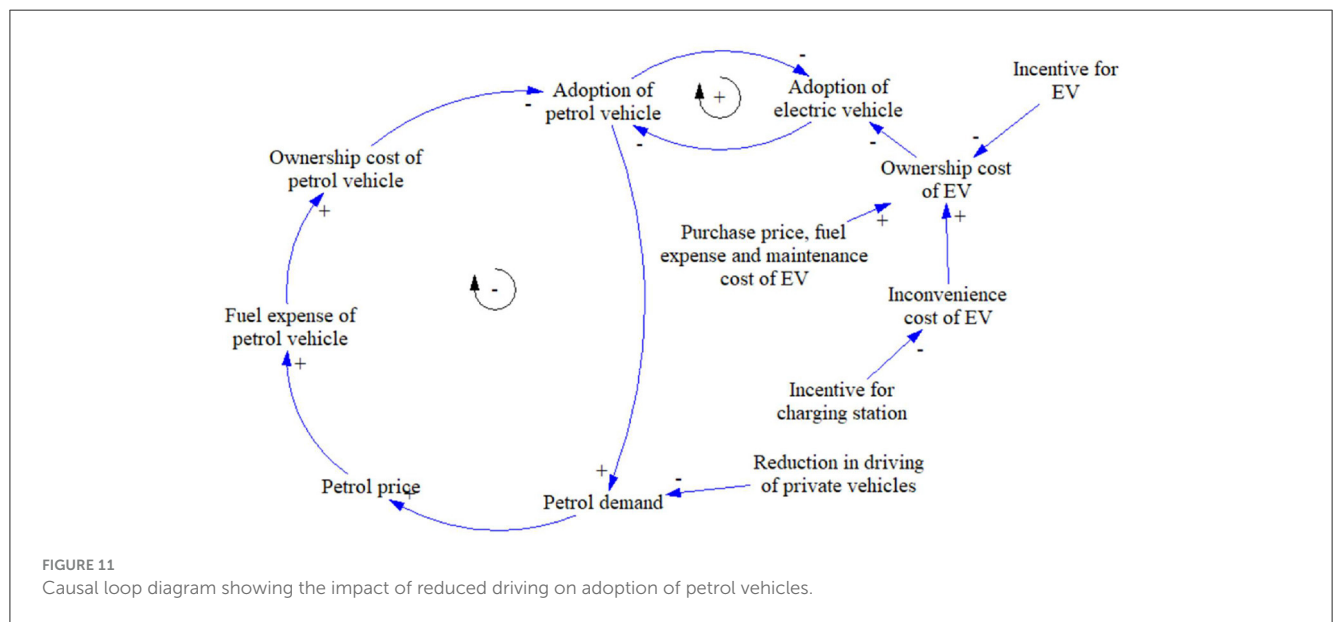 Adoption of
petrol vehicle
-
-
+
-
-
Adoption of
electric vehicle
-
Incentive for
EV
-
Ownership cost
of EV
+
+
Purchase price, fuel
expense and maintenance
cost of EV
Inconvenience
cost of EV
-
Incentive for
charging station
Ownership cost of
petrol vehicle
+
-
Fuel expense of
petrol vehicle
+
Petrol price
+
+
Petrol demand
-
Reduction in driving
of private vehicles
FIGURE 11
Causal loop diagram showing the impact of reduced driving on adoption of petrol vehicles.